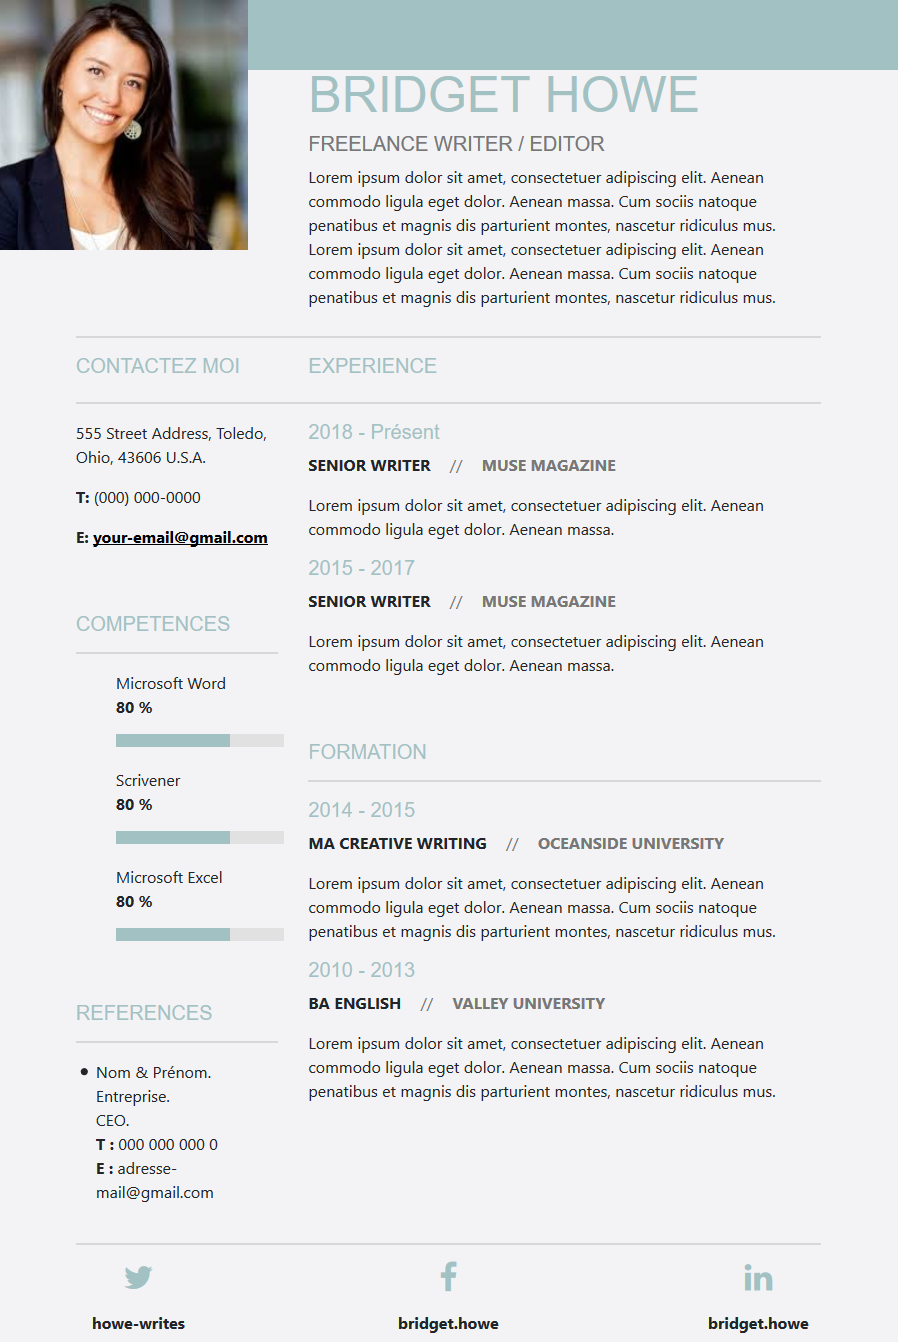 BRIDGET HOWE
FREELANCE WRITER / EDITOR
Lorem ipsum dolor sit amet, consectetuer adipiscing elit. Aenean
commodo ligula eget dolor. Aenean massa. Cum sociis natoque
penatibus et magnis dis parturient montes, nascetur ridiculus mus.
Lorem ipsum dolor sit amet, consectetuer adipiscing elit. Aenean
commodo ligula eget dolor. Aenean massa. Cum sociis natoque
penatibus et magnis dis parturient montes, nascetur ridiculus mus.
CONTACTEZ MOI
555 Street Address, Toledo,
Ohio, 43606 U.S.A.
T: (000) 000-0000
E: your-email@gmail.com
COMPETENCES
Microsoft Word
80 %
Scrivener
80 %
Microsoft Excel
80 %
REFERENCES
• Nom & Prénom.
Entreprise.
CEO.
T : 000 000 000 0
E : adresse-
mail@gmail.com
EXPERIENCE
2018 - Présent
SENIOR WRITER // MUSE MAGAZINE
Lorem ipsum dolor sit amet, consectetuer adipiscing elit. Aenean
commodo ligula eget dolor. Aenean massa.
2015 - 2017
SENIOR WRITER // MUSE MAGAZINE
Lorem ipsum dolor sit amet, consectetuer adipiscing elit. Aenean
commodo ligula eget dolor. Aenean massa.
FORMATION
2014 - 2015
MA CREATIVE WRITING // OCEANSIDE UNIVERSITY
Lorem ipsum dolor sit amet, consectetuer adipiscing elit. Aenean
commodo ligula eget dolor. Aenean massa. Cum sociis natoque
penatibus et magnis dis parturient montes, nascetur ridiculus mus.
2010 - 2013
BA ENGLISH // VALLEY UNIVERSITY
Lorem ipsum dolor sit amet, consectetuer adipiscing elit. Aenean
commodo ligula eget dolor. Aenean massa. Cum sociis natoque
penatibus et magnis dis parturient montes, nascetur ridiculus mus.
howe-writes
bridget.howe
bridget.howe